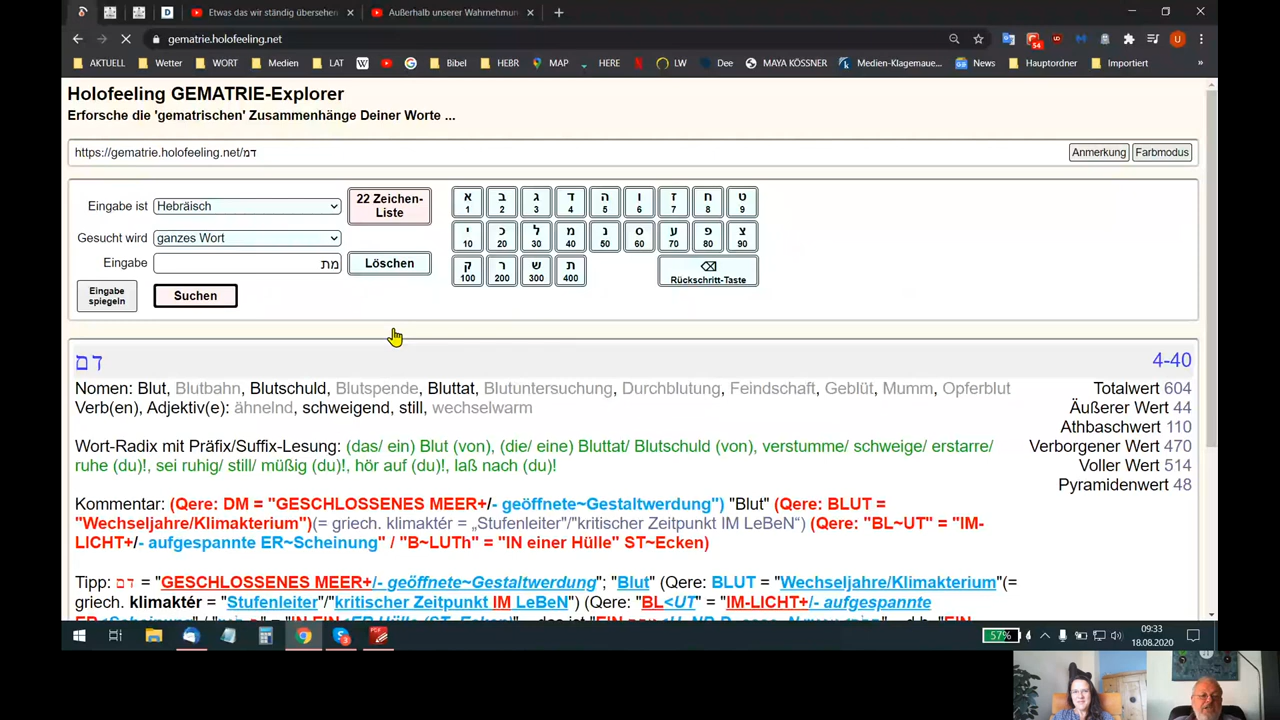 Etwas das wir ständig übersehen
Außerhalb unserer Wahrnehmun
gematrie.holofeeling.net
54
U
AKTUELL Wetter WORT Medien LAT Bibel HEBR MAP HERE LW Dee MAYA KÖSSNER Medien-Klagemaue... News Hauptordner Importiert
Holofeeling GEMATRIE-Explorer
Erforsche die 'gematrischen' Zusammenhänge Deiner Worte ...
https://gematrie.holofeeling.net/דמ
Anmerkung Farbmodus
Eingabe ist Hebräisch
22 Zeichen-
Liste
Gesucht wird ganzes Wort
Eingabe מת Löschen
Eingabe
spiegeln
Suchen
א ב ג ד ה ו ז ח ט
1 2 3 4 5 6 7 8 9
י כ ל מ נ ס ע פ צ
10 20 30 40 50 60 70 80 90
ק ר ש ת ⌫
100 200 300 400 Rückschritt-Taste
דמ 4-40
Nomen: Blut, Blutbahn, Blutschuld, Blutspende, Bluttat, Blutuntersuchung, Durchblutung, Feindschaft, Geblüt, Mumm, Opferblut
Verb(en), Adjektiv(e): ähnelnd, schweigend, still, wechselwarm
Totalwert 604
Äußerer Wert 44
Athbaschwert 110
Verborgener Wert 470
Voller Wert 514
Pyramidenwert 48
Wort-Radix mit Präfix/Suffix-Lesung: (das/ ein) Blut (von), (die/ eine) Bluttat/ Blutschuld (von), verstumme/ schweige/ erstarre/
ruhe (du)!, sei ruhig/ still/ müßig (du)!, hör auf (du)!, laß nach (du)!
Kommentar: (Qere: DM = "GESCHLOSSENES MEER+/- geöffnete~Gestaltwerdung") "Blut" (Qere: BLUT =
"Wechseljahre/Klimakterium")(= griech. klimaktér = „Stufenleiter"/"kritischer Zeitpunkt IM LeBeN“) (Qere: "BL~UT" = "IM-
LICHT+/- aufgespannte ER~Scheinung" / "B~LUTh" = "IN einer Hülle" ST~Ecken)
Tipp: דמ = "GESCHLOSSENES MEER+/- geöffnete~Gestaltwerdung"; "Blut" (Qere: BLUT = "Wechseljahre/Klimakterium"(=
griech. klimaktér = "Stufenleiter"/"kritischer Zeitpunkt IM LeBeN") (Qere: "BL<UT" = "IM-LICHT+/- aufgespannte
57%
09:33
18.08.2020